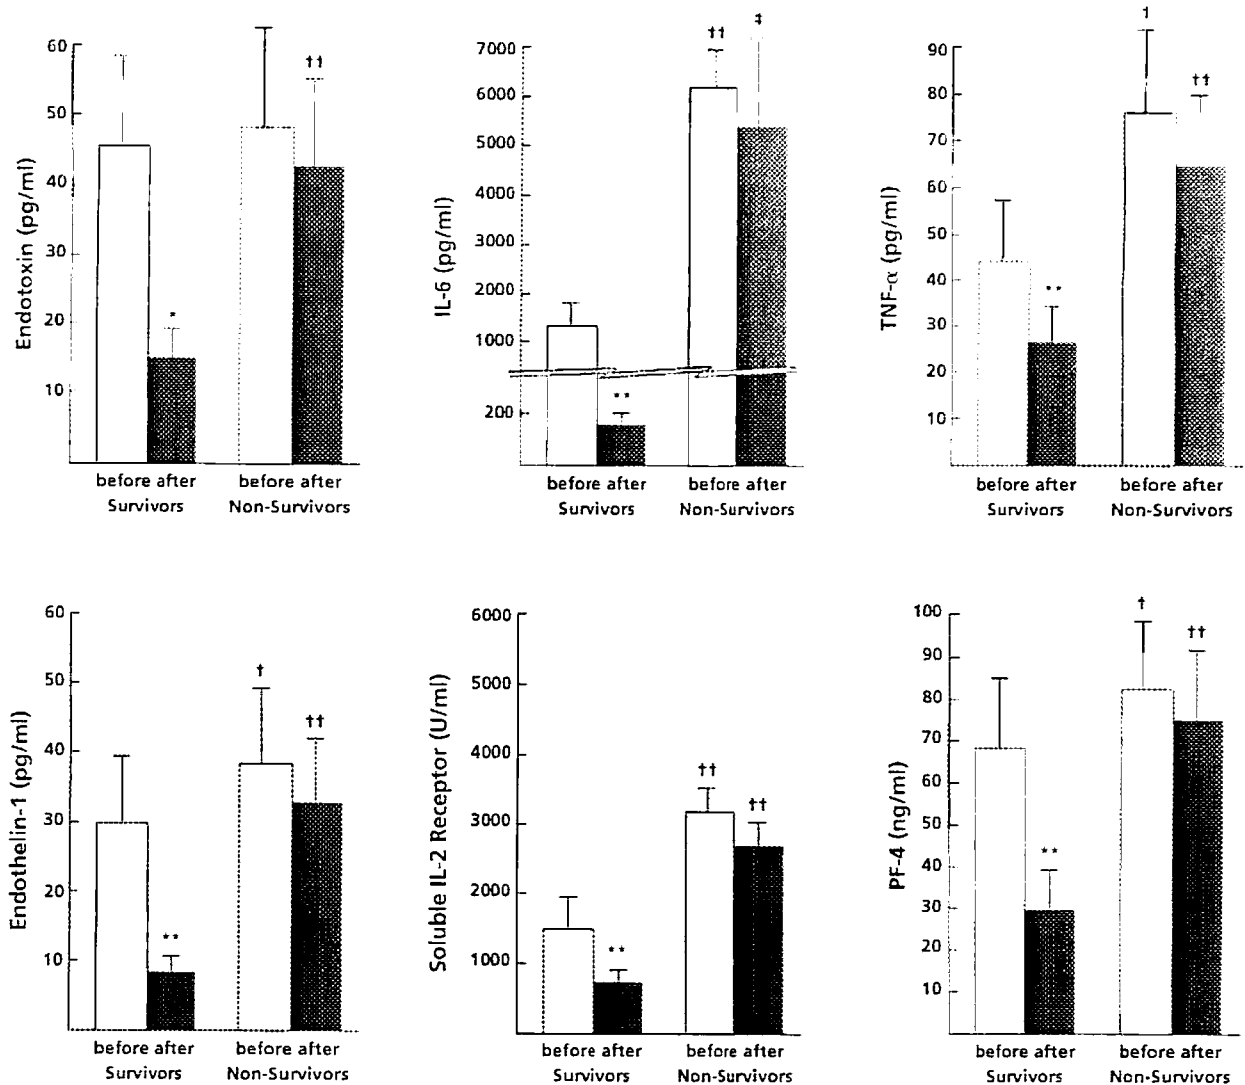 Endotoxin (pg/ml)
60
50
40
30
20
10
††
*
before after
Survivors
before after
Non-Survivors
IL-6 (pg/ml)
7000
6000
5000
4000
3000
2000
1000
200
††
‡
**
before after
Survivors
before after
Non-Survivors
TNF-α (pg/ml)
90
80
70
60
50
40
30
20
10
†
††
**
before after
Survivors
before after
Non-Survivors
Endothelin-1 (pg/ml)
60
50
40
30
20
10
†
††
**
before after
Survivors
before after
Non-Survivors
Soluble IL-2 Receptor (U/ml)
6000
5000
4000
3000
2000
1000
††
††
**
before after
Survivors
before after
Non-Survivors
PF-4 (ng/ml)
100
90
80
70
60
50
40
30
20
10
†
††
**
before after
Survivors
before after
Non-Survivors